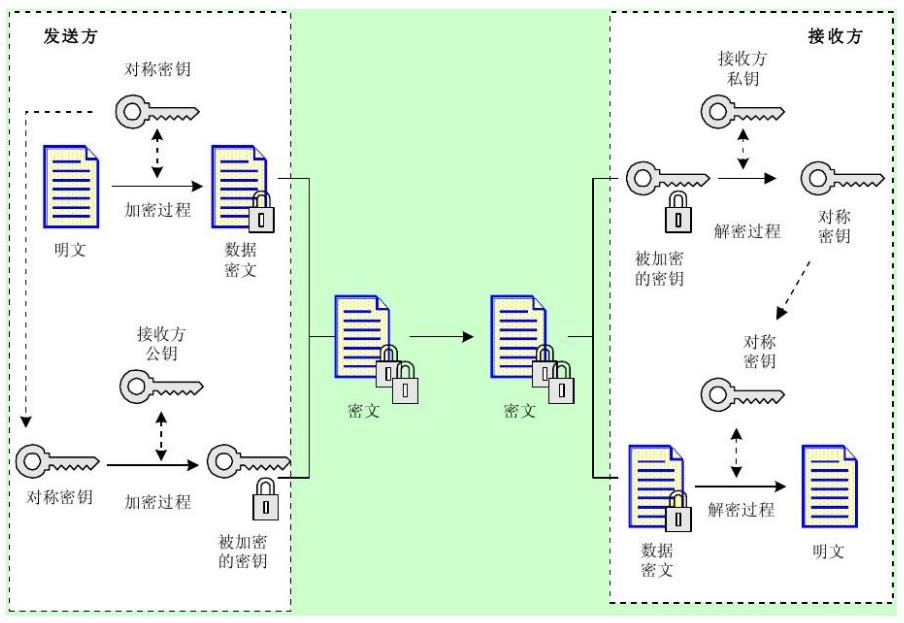 发送方
对称密钥
加密过程
明文
数据
密文
接收方
公钥
对称密钥
加密过程
被加密
的密钥
密文
密文
接收方
接收方
私钥
被加密
的密钥
解密过程
对称
密钥
对称
密钥
数据
密文
解密过程
明文